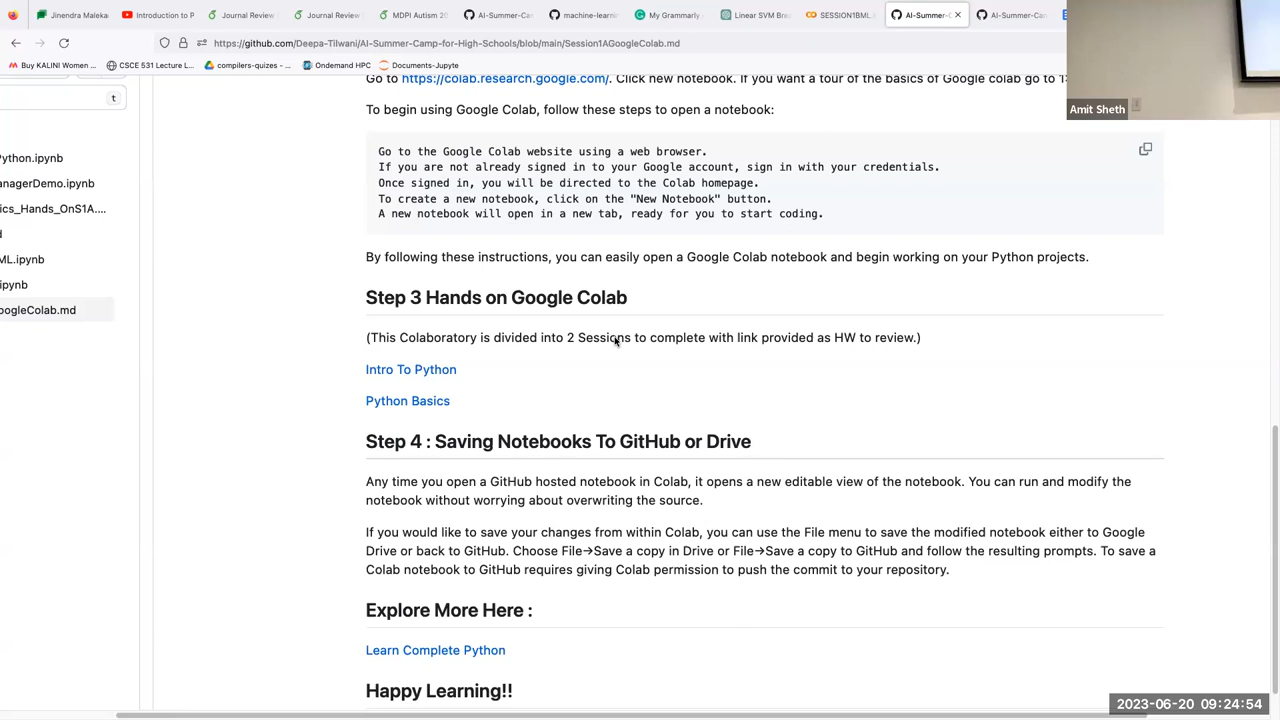 Jinendra Malekar
Introduction to P
Journal Review
Journal Review
MDPI Autism 20
AI-Summer-Car
machine-learnin
My Grammarly
Linear SVM Brea
SESSION1BML
AI-Summer-C
AI-Summer-Can
https://github.com/Deepa-Tilwani/AI-Summer-Camp-for-High-Schools/blob/main/Session1AGoogleColab.md
Buy KALINI Women ...
CSCE 531 Lecture L...
compilers-quizes - ...
Ondemand HPC
Documents-Jupyte
Amit Sheth
t
ython.ipynb
anagerDemo.ipynb
ics_Hands_OnS1A....
d
ML.ipynb
ipynb
oogleColab.md
Go to https://colab.research.google.com/. Click new notebook. If you want a tour of the basics of Google colab go to
To begin using Google Colab, follow these steps to open a notebook:
Go to the Google Colab website using a web browser.
If you are not already signed in to your Google account, sign in with your credentials.
Once signed in, you will be directed to the Colab homepage.
To create a new notebook, click on the "New Notebook" button.
A new notebook will open in a new tab, ready for you to start coding.
By following these instructions, you can easily open a Google Colab notebook and begin working on your Python projects.
Step 3 Hands on Google Colab
(This Colaboratory is divided into 2 Sessions to complete with link provided as HW to review.)
Intro To Python
Python Basics
Step 4 : Saving Notebooks To GitHub or Drive
Any time you open a GitHub hosted notebook in Colab, it opens a new editable view of the notebook. You can run and modify the
notebook without worrying about overwriting the source.
If you would like to save your changes from within Colab, you can use the File menu to save the modified notebook either to Google
Drive or back to GitHub. Choose File→Save a copy in Drive or File→Save a copy to GitHub and follow the resulting prompts. To save a
Colab notebook to GitHub requires giving Colab permission to push the commit to your repository.
Explore More Here :
Learn Complete Python
Happy Learning!!
2023-06-20 09:24:54